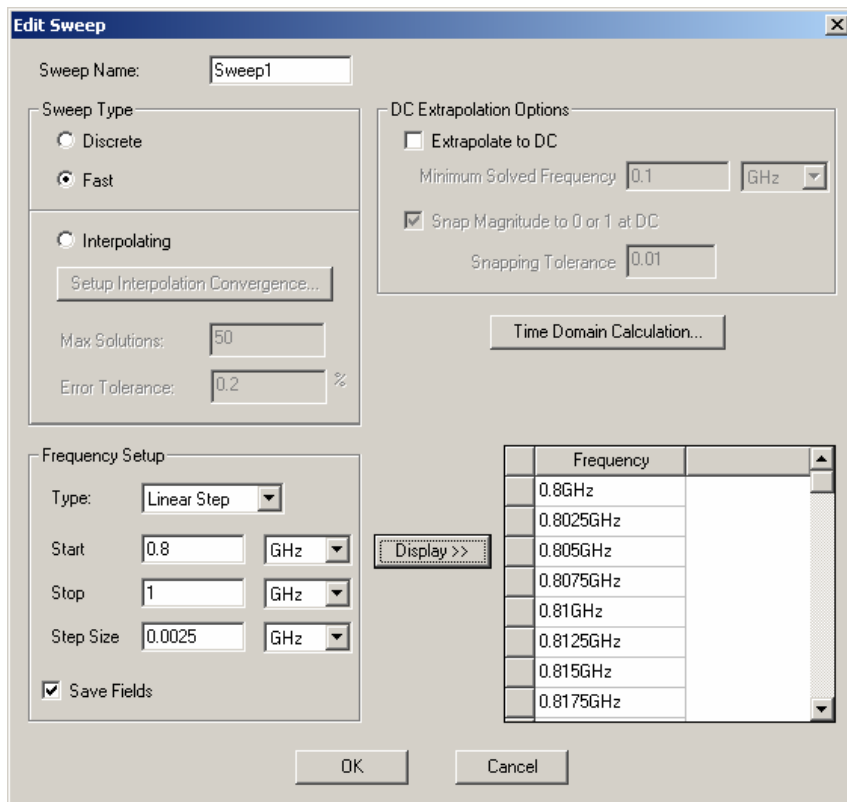 Edit Sweep
Sweep Name: Sweep1
Sweep Type
Discrete
Fast
Interpolating
Setup Interpolation Convergence...
Max Solutions: 50
Error Tolerance: 0.2 %
DC Extrapolation Options
Extrapolate to DC
Minimum Solved Frequency 0.1 GHz
Snap Magnitude to 0 or 1 at DC
Snapping Tolerance 0.01
Time Domain Calculation...
Frequency Setup
Type: Linear Step
Start 0.8 GHz
Stop 1 GHz
Step Size 0.0025 GHz
Save Fields
Display >>
Frequency
0.8GHz
0.8025GHz
0.805GHz
0.8075GHz
0.81GHz
0.8125GHz
0.815GHz
0.8175GHz
OK Cancel